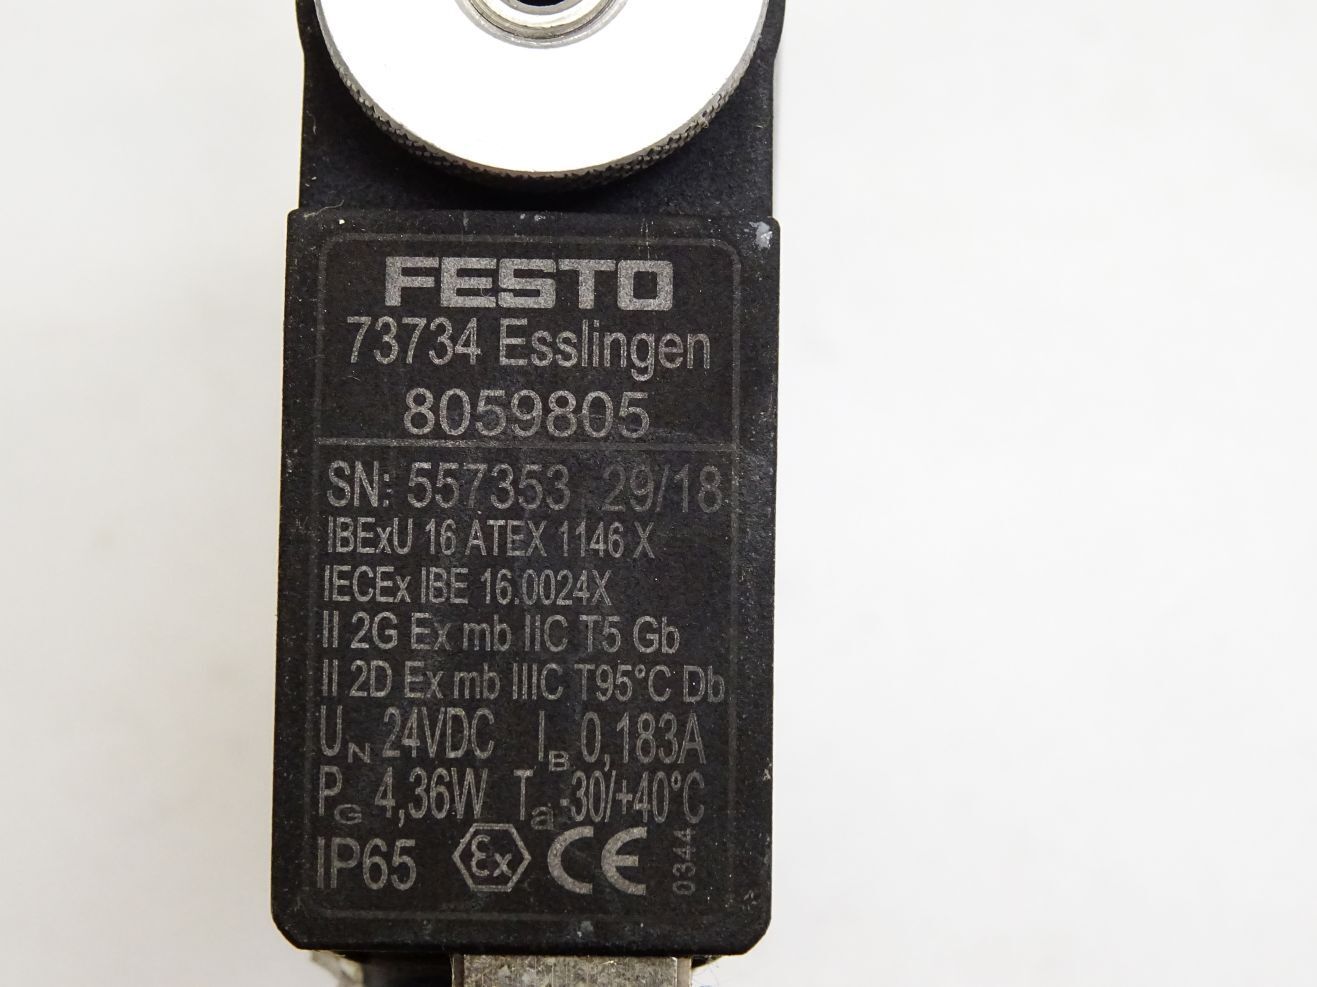 FESTO
73734 Esslingen
8059805
SN: 557353 29/18
IBExU 16 ATEX 1146 X
IECEx IBE 16.0024X
II 2G Ex mb IIC T5 Gb
II 2D Ex mb IIIC T95°C Db
UN 24VDC IB 0,183A
PG 4,36W Ta -30/+40°C
IP65 Ex CE 0344